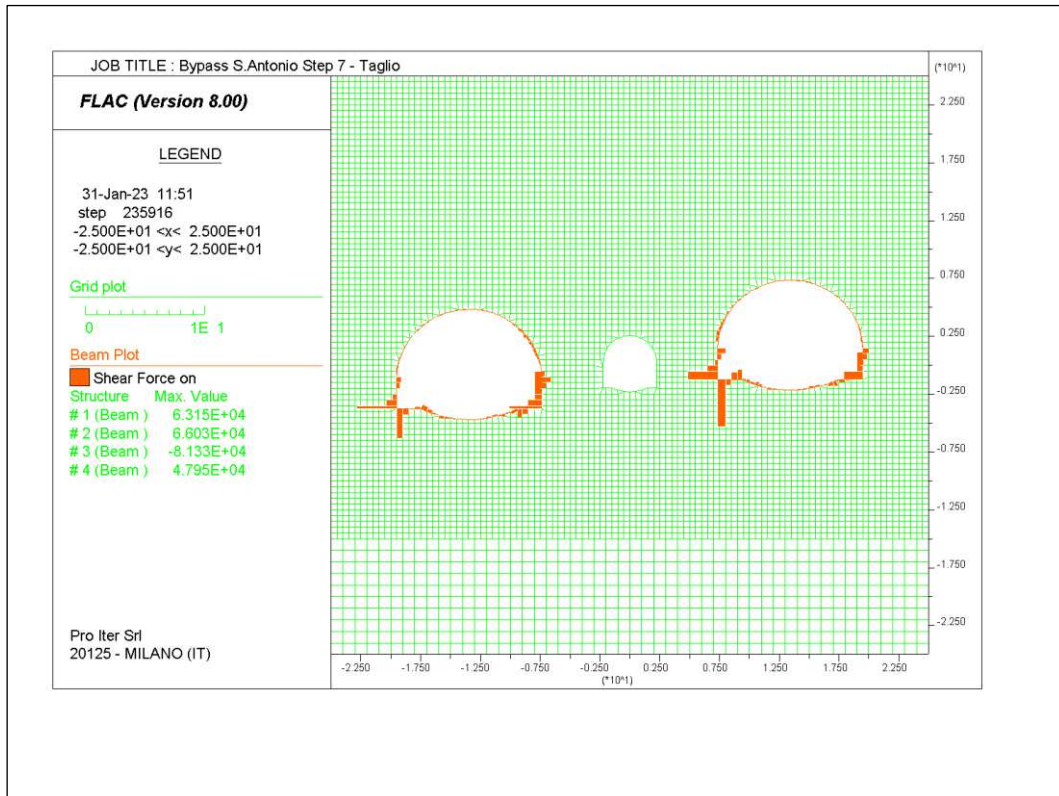 JOB TITLE : Bypass S.Antonio Step 7 - Taglio
(*10^1)
FLAC (Version 8.00)
LEGEND
31-Jan-23 11:51
step 235916
-2.500E+01 <x< 2.500E+01
-2.500E+01 <y< 2.500E+01
Grid plot
0 1E 1
Beam Plot
Shear Force on
Structure Max. Value
# 1 (Beam ) 6.315E+04
# 2 (Beam ) 6.603E+04
# 3 (Beam ) -8.133E+04
# 4 (Beam ) 4.795E+04
Pro Iter Srl
20125 - MILANO (IT)
2.250
1.750
1.250
0.750
0.250
-0.250
-0.750
-1.250
-1.750
-2.250
-2.250 -1.750 -1.250 -0.750 -0.250 0.250 0.750 1.250 1.750 2.250
(*10^1)